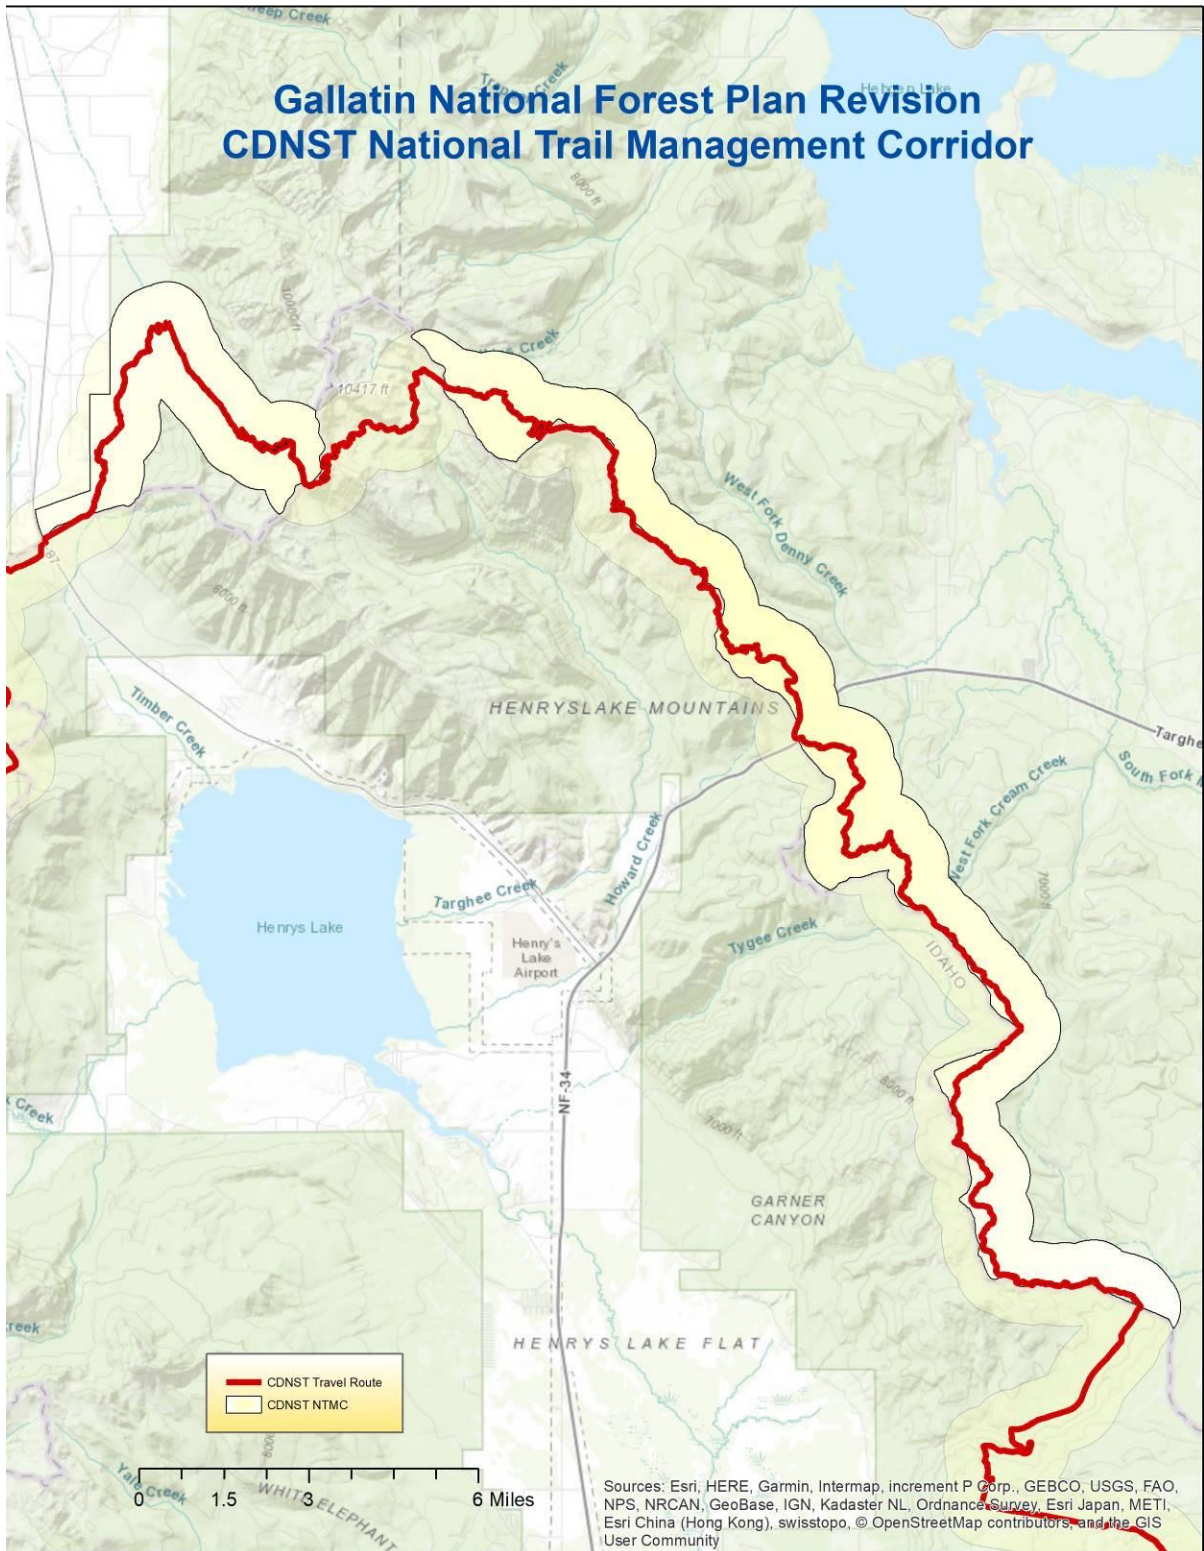 eep Creek
Trapper Creek
Hebgen Lake
Gallatin National Forest Plan Revision
CDNST National Trail Management Corridor
8000 ft
10000 ft
Creek
10417 ft
West Fork Denny Creek
87
8000 ft
Timber Creek
HENRYSLAKE MOUNTAINS
Targhe
South Fork
West Fork Cream Creek
Howard Creek
7000 ft
Targhee Creek
Henrys Lake
Henry's
Lake
Airport
Tygee Creek
IDAHO
8000 ft
NF-34
Creek
7000 ft
GARNER
CANYON
reek
HENRYS LAKE FLAT
CDNST Travel Route
CDNST NTMC
8000
Yale Creek
WHITE ELEPHANT
0 1.5 3 6 Miles
Sources: Esri, HERE, Garmin, Intermap, increment P Corp., GEBCO, USGS, FAO,
NPS, NRCAN, GeoBase, IGN, Kadaster NL, Ordnance Survey, Esri Japan, METI,
Esri China (Hong Kong), swisstopo, © OpenStreetMap contributors, and the GIS
User Community